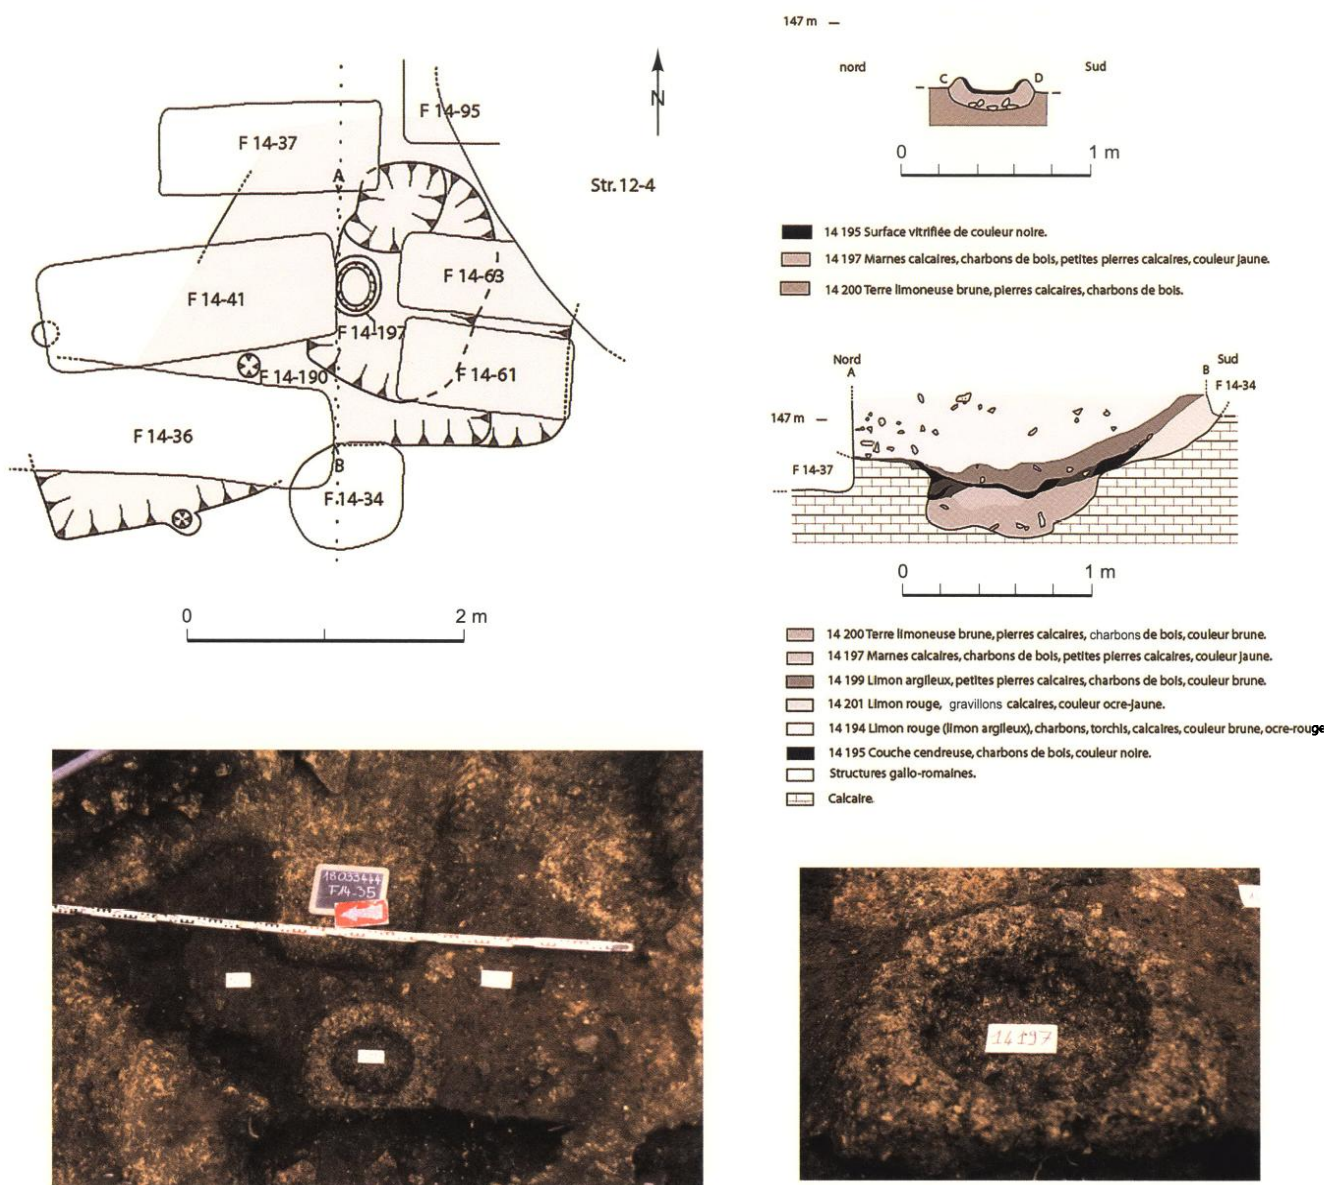 F 14-95
N
F 14-37
A
Str. 12-4
F 14-63
F 14-41
F 14-197
F 14-190
F 14-61
F 14-36
B
F 14-34
0 2 m
147 m
nord Sud
C D
0 1 m
14 195 Surface vitrifiée de couleur noire.
14 197 Marnes calcaires, charbons de bois, petites pierres calcaires, couleur jaune.
14 200 Terre limoneuse brune, pierres calcaires, charbons de bois.
Nord Sud
A B
F 14-34
147 m
F 14-37
0 1 m
14 200 Terre limoneuse brune, pierres calcaires, charbons de bois, couleur brune.
14 197 Marnes calcaires, charbons de bois, petites pierres calcaires, couleur jaune.
14 199 Limon argileux, petites pierres calcaires, charbons de bois, couleur brune.
14 201 Limon rouge, gravillons calcaires, couleur ocre-jaune.
14 194 Limon rouge (limon argileux), charbons, torchis, calcaires, couleur brune, ocre-rouge
14 195 Couche cendreuse, charbons de bois, couleur noire.
Structures gallo-romaines.
Calcaire.
18033444
F14-35
14197